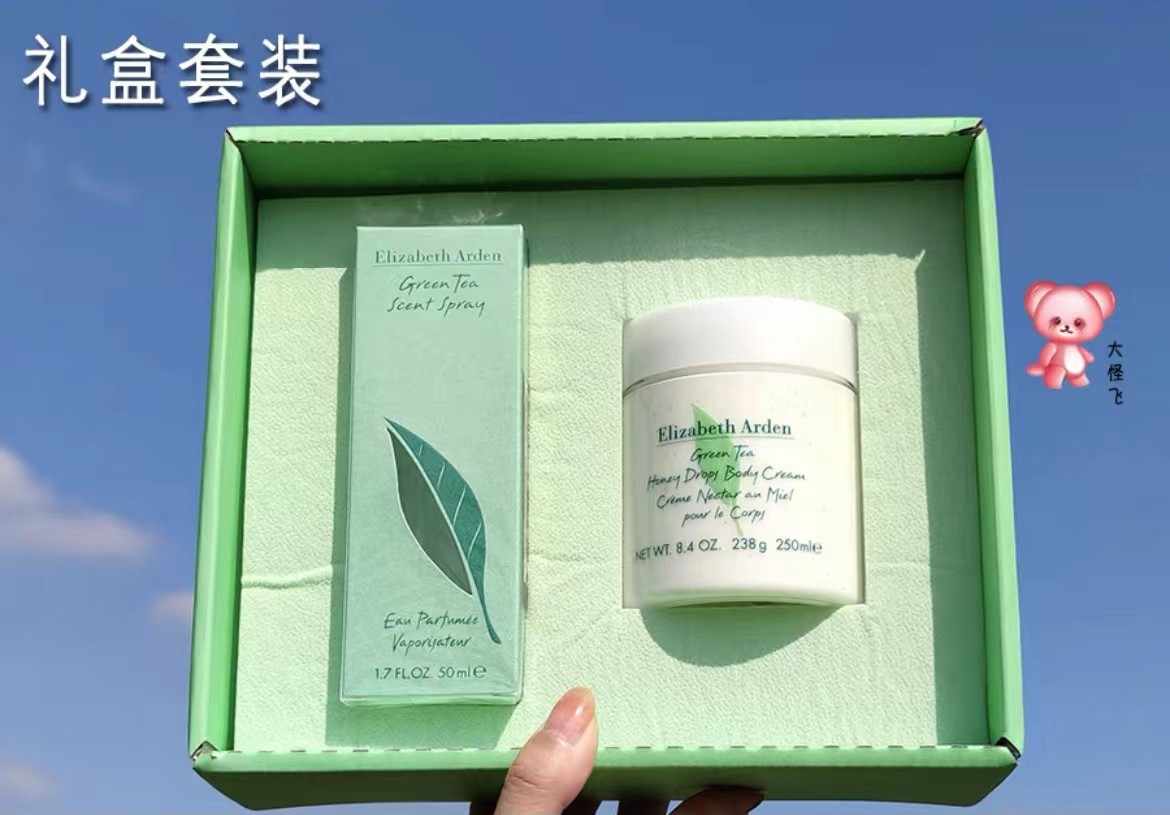 礼盒套装
Elizabeth Arden
Green Tea
Scent Spray
Eau Parfumée
Vaporisateur
1.7 FL.OZ. 50ml℮
Elizabeth Arden
Green Tea
Honey Drops Body Cream
Crème Nectar au Miel
pour le Corps
NET WT. 8.4 OZ. 238g 250ml℮
大怪飞